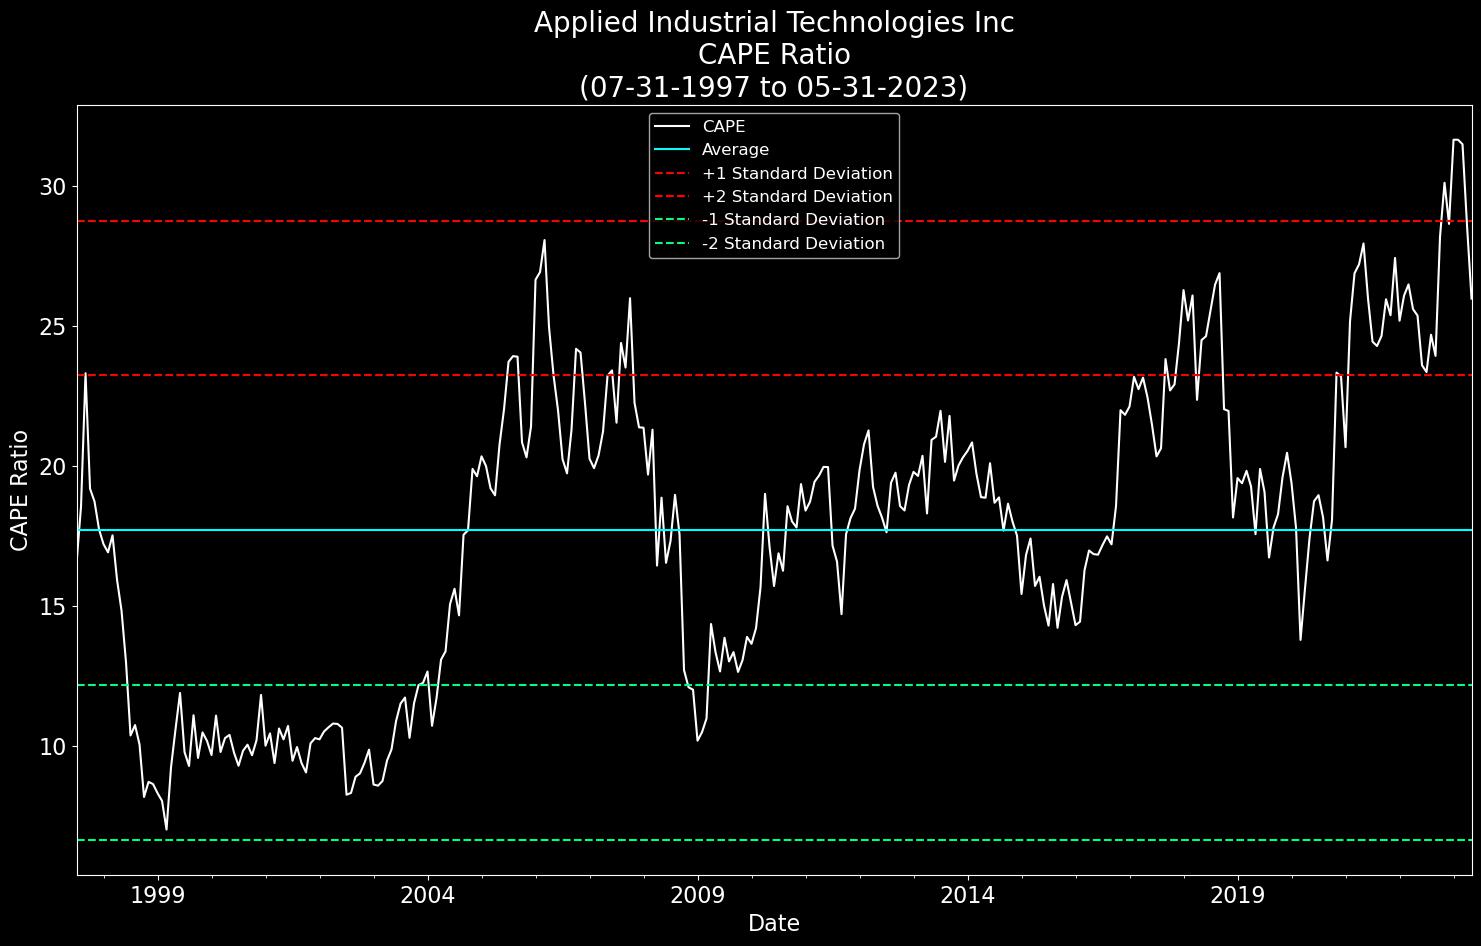 Applied Industrial Technologies Inc
CAPE Ratio
(07-31-1997 to 05-31-2023)
CAPE
Average
+1 Standard Deviation
+2 Standard Deviation
-1 Standard Deviation
-2 Standard Deviation
CAPE Ratio
30
25
20
15
10
1999
2004
2009
2014
2019
Date